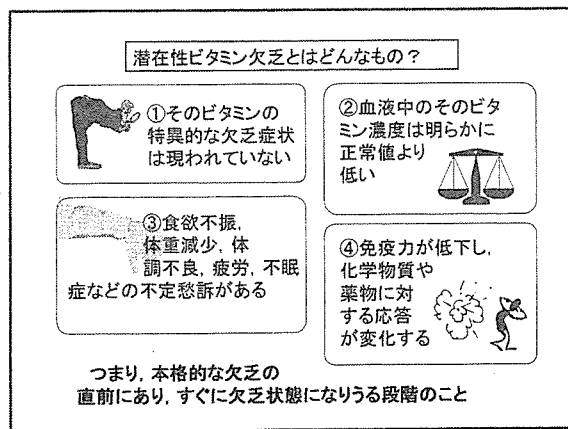 潜在性ビタミン欠乏とはどんなもの？
①そのビタミンの
特異的な欠乏症状
は現われていない
②血液中のそのビタ
ミン濃度は明らかに
正常値より
低い
③食欲不振，
体重減少，体
調不良，疲労，不眠
症などの不定愁訴がある
④免疫力が低下し，
化学物質や
薬物に対
する応答
が変化する
つまり，本格的な欠乏の
直前にあり，すぐに欠乏状態になりうる段階のこと